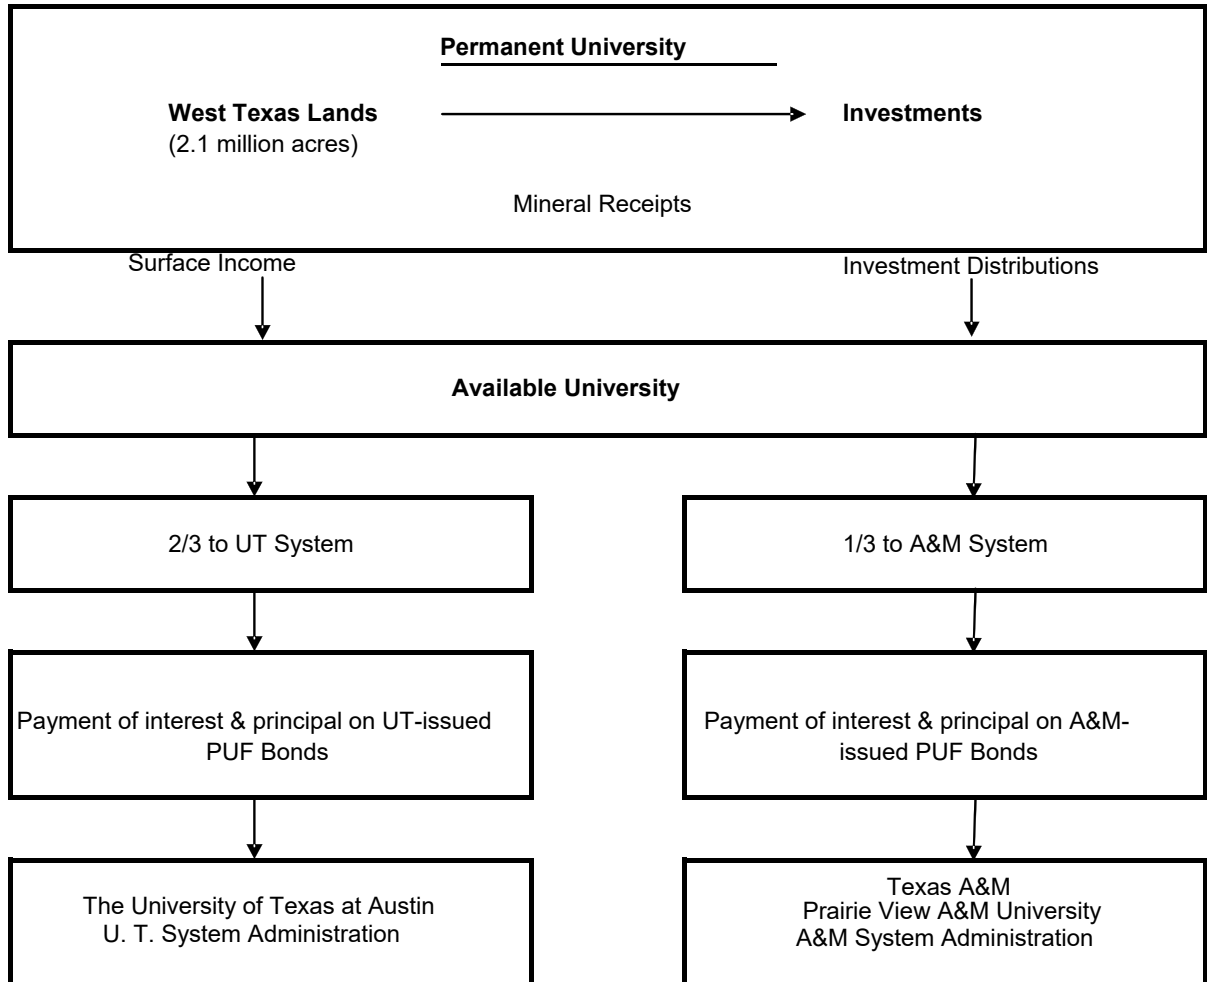 Permanent University
West Texas Lands
Investments
(2.1 million acres)
Mineral Receipts
Surface Income
Investment Distributions
Available University
2/3 to UT System
1/3 to A&M System
Payment of interest & principal on UT-issued
PUF Bonds
Payment of interest & principal on A&M-
issued PUF Bonds
The University of Texas at Austin
U. T. System Administration
Texas A&M
Prairie View A&M University
A&M System Administration